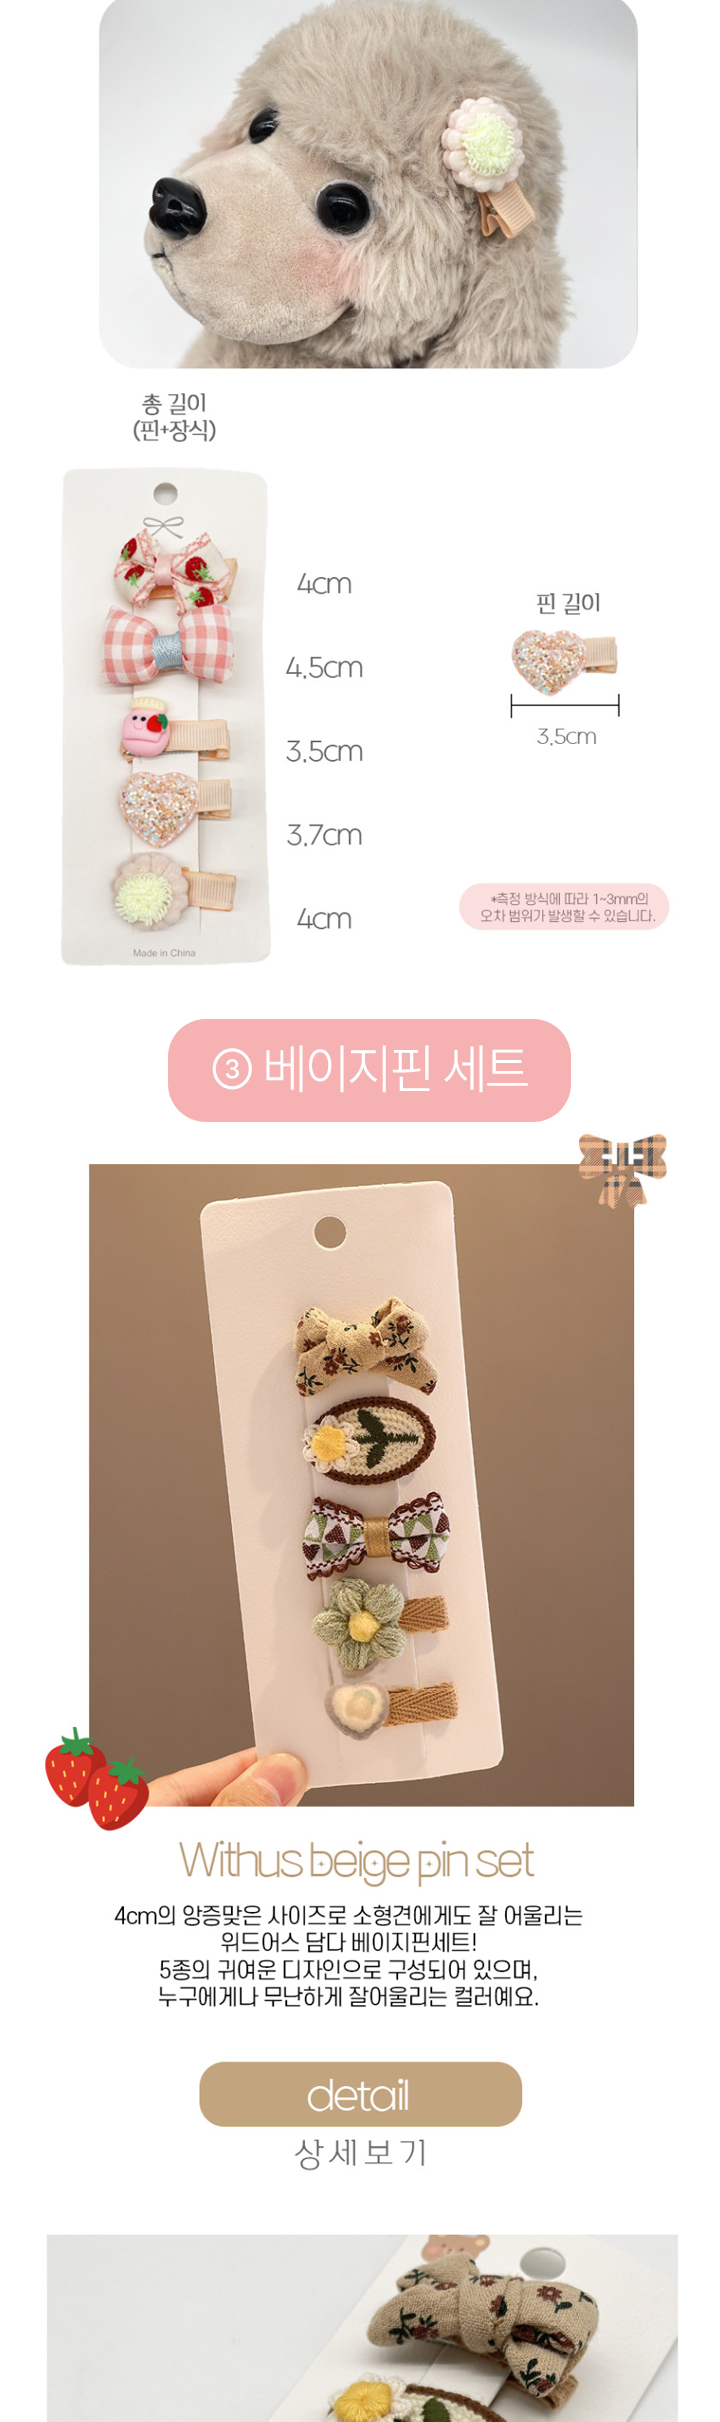 총 길이
(핀+장식)
4cm
4.5cm
핀 길이
3.5cm
3.5cm
3.7cm
*측정 방식에 따라 1~3mm의
오차 범위가 발생할 수 있습니다.
4cm
Made in China
③ 베이지핀 세트
Withus beige pin set
4cm의 앙증맞은 사이즈로 소형견에게도 잘 어울리는
위드어스 담다 베이지핀세트!
5종의 귀여운 디자인으로 구성되어 있으며,
누구에게나 무난하게 잘어울리는 컬러예요.
detail
상세보기